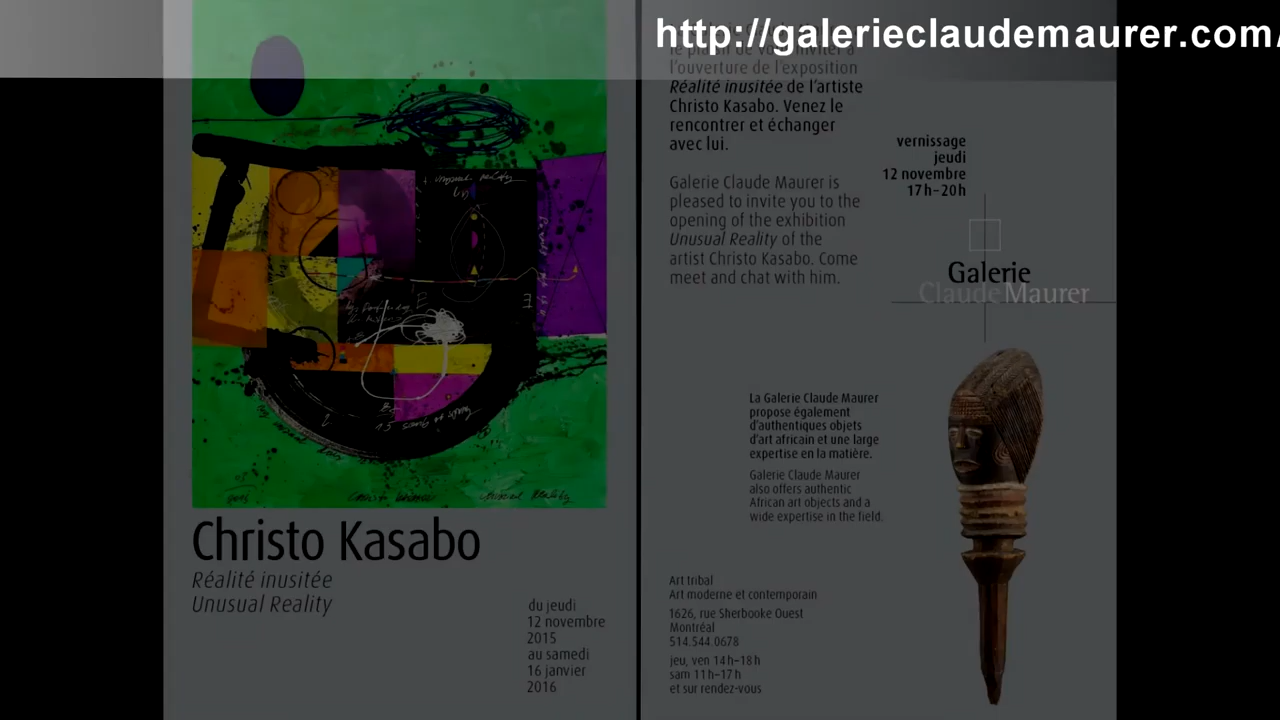 http://galerieclaudemaurer.com/
l'ouverture de l'exposition
Réalité inusitée de l'artiste
Christo Kasabo. Venez le
rencontrer et échanger
avec lui.
Galerie Claude Maurer is
pleased to invite you to the
opening of the exhibition
Unusual Reality of the
artist Christo Kasabo. Come
meet and chat with him.
vernissage
jeudi
12 novembre
17h–20h
Galerie
Claude Maurer
La Galerie Claude Maurer
propose également
d'authentiques objets
d'art africain et une large
expertise en la matière.
Galerie Claude Maurer
also offers authentic
African art objects and a
wide expertise in the field.
Christo Kasabo
Réalité inusitée
Unusual Reality
du jeudi
12 novembre
2015
au samedi
16 janvier
2016
Art tribal
Art moderne et contemporain
1626, rue Sherbooke Ouest
Montréal
514.544.0678
jeu, ven 14h–18h
sam 11h–17h
et sur rendez-vous